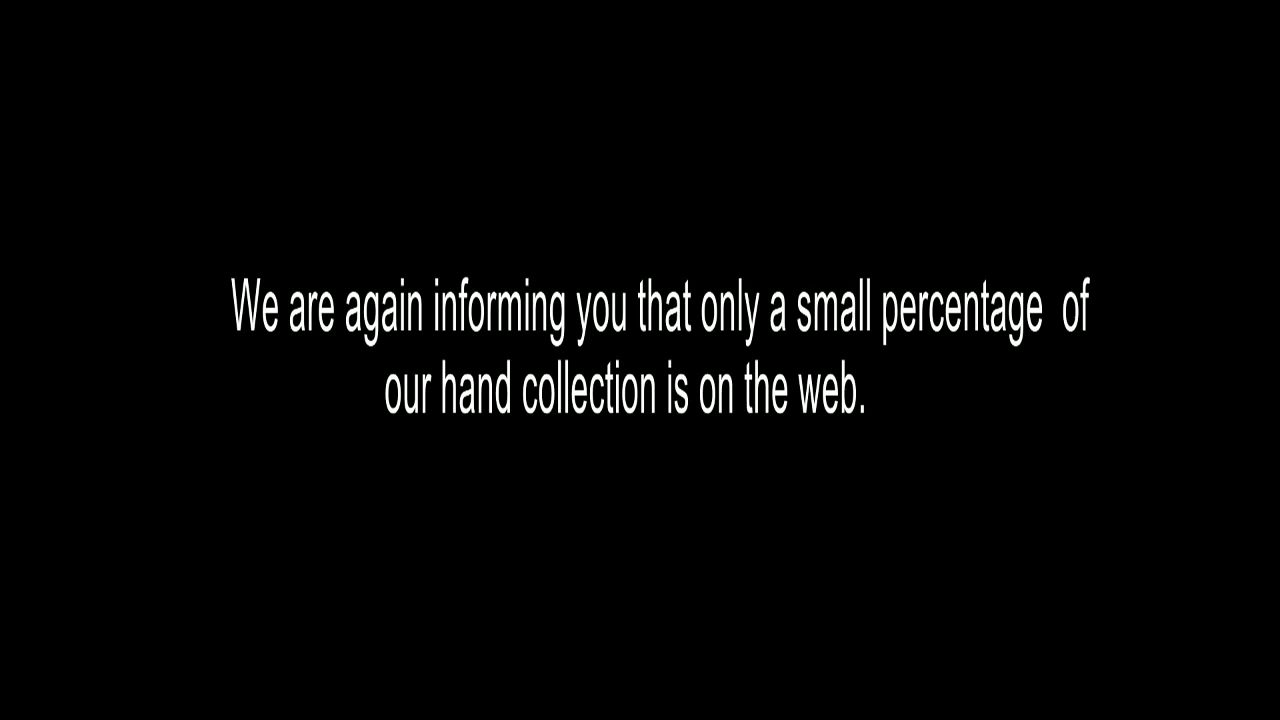 We are again informing you that only a small percentage  of
our hand collection is on the web.